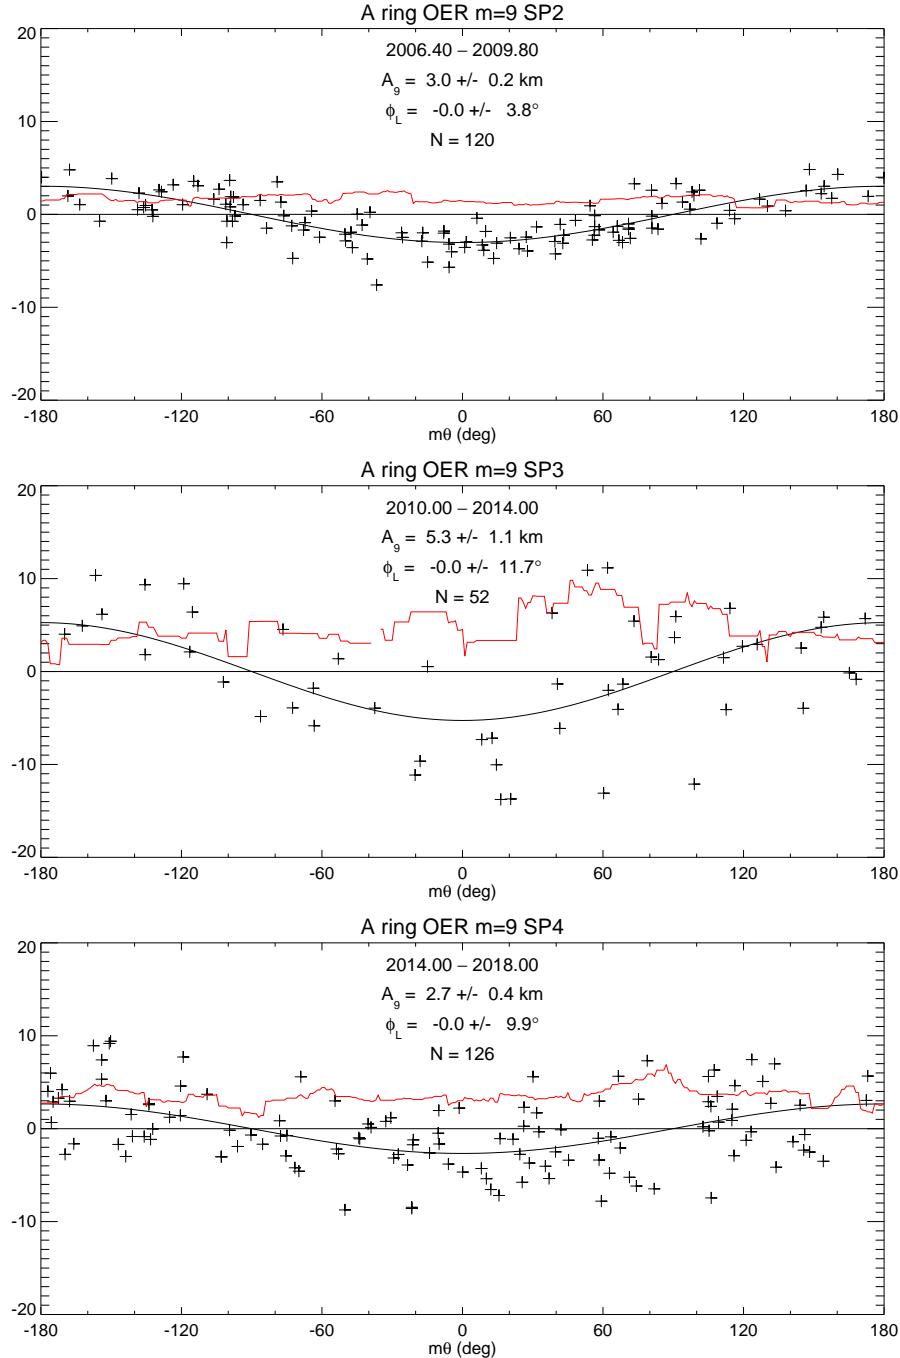 A ring OER m=9 SP2
2006.40 − 2009.80
A9 = 3.0 +/- 0.2 km
ϕL = -0.0 +/- 3.8°
N = 120
20
10
0
-10
-20
-180 -120 -60 0 60 120 180
mθ (deg)
A ring OER m=9 SP3
2010.00 − 2014.00
A9 = 5.3 +/- 1.1 km
ϕL = -0.0 +/- 11.7°
N = 52
20
10
0
-10
-20
-180 -120 -60 0 60 120 180
mθ (deg)
A ring OER m=9 SP4
2014.00 − 2018.00
A9 = 2.7 +/- 0.4 km
ϕL = -0.0 +/- 9.9°
N = 126
20
10
0
-10
-20
-180 -120 -60 0 60 120 180
mθ (deg)